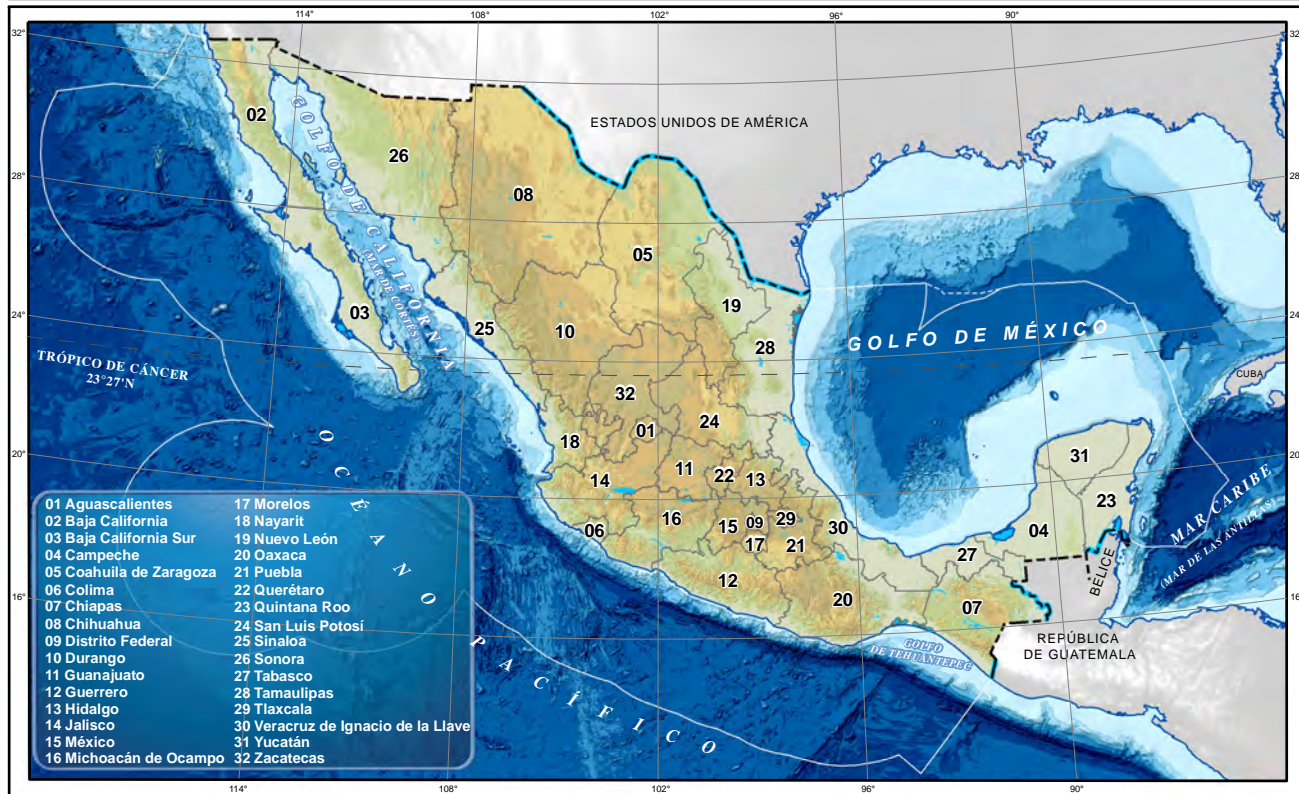 114° 108° 102° 96° 90°
32° 32°
28° 28°
24° 24°
20° 20°
16° 16°
114° 108° 102° 96° 90°
ESTADOS UNIDOS DE AMÉRICA
GOLFO DE CALIFORNIA
(MAR DE CORTÉS)
GOLFO DE MÉXICO
TRÓPICO DE CÁNCER
23°27'N
CUBA
MAR CARIBE
(MAR DE LAS ANTILLAS)
BELICE
REPÚBLICA
DE GUATEMALA
GOLFO
DE TEHUANTEPEC
OCÉANO PACÍFICO
02
26
08
05
03
25
10
19
28
32
24
18
01
14
11
22
13
31
23
06
16
15
09
29
30
04
17
21
27
12
20
07
01 Aguascalientes
02 Baja California
03 Baja California Sur
04 Campeche
05 Coahuila de Zaragoza
06 Colima
07 Chiapas
08 Chihuahua
09 Distrito Federal
10 Durango
11 Guanajuato
12 Guerrero
13 Hidalgo
14 Jalisco
15 México
16 Michoacán de Ocampo
17 Morelos
18 Nayarit
19 Nuevo León
20 Oaxaca
21 Puebla
22 Querétaro
23 Quintana Roo
24 San Luis Potosí
25 Sinaloa
26 Sonora
27 Tabasco
28 Tamaulipas
29 Tlaxcala
30 Veracruz de Ignacio de la Llave
31 Yucatán
32 Zacatecas